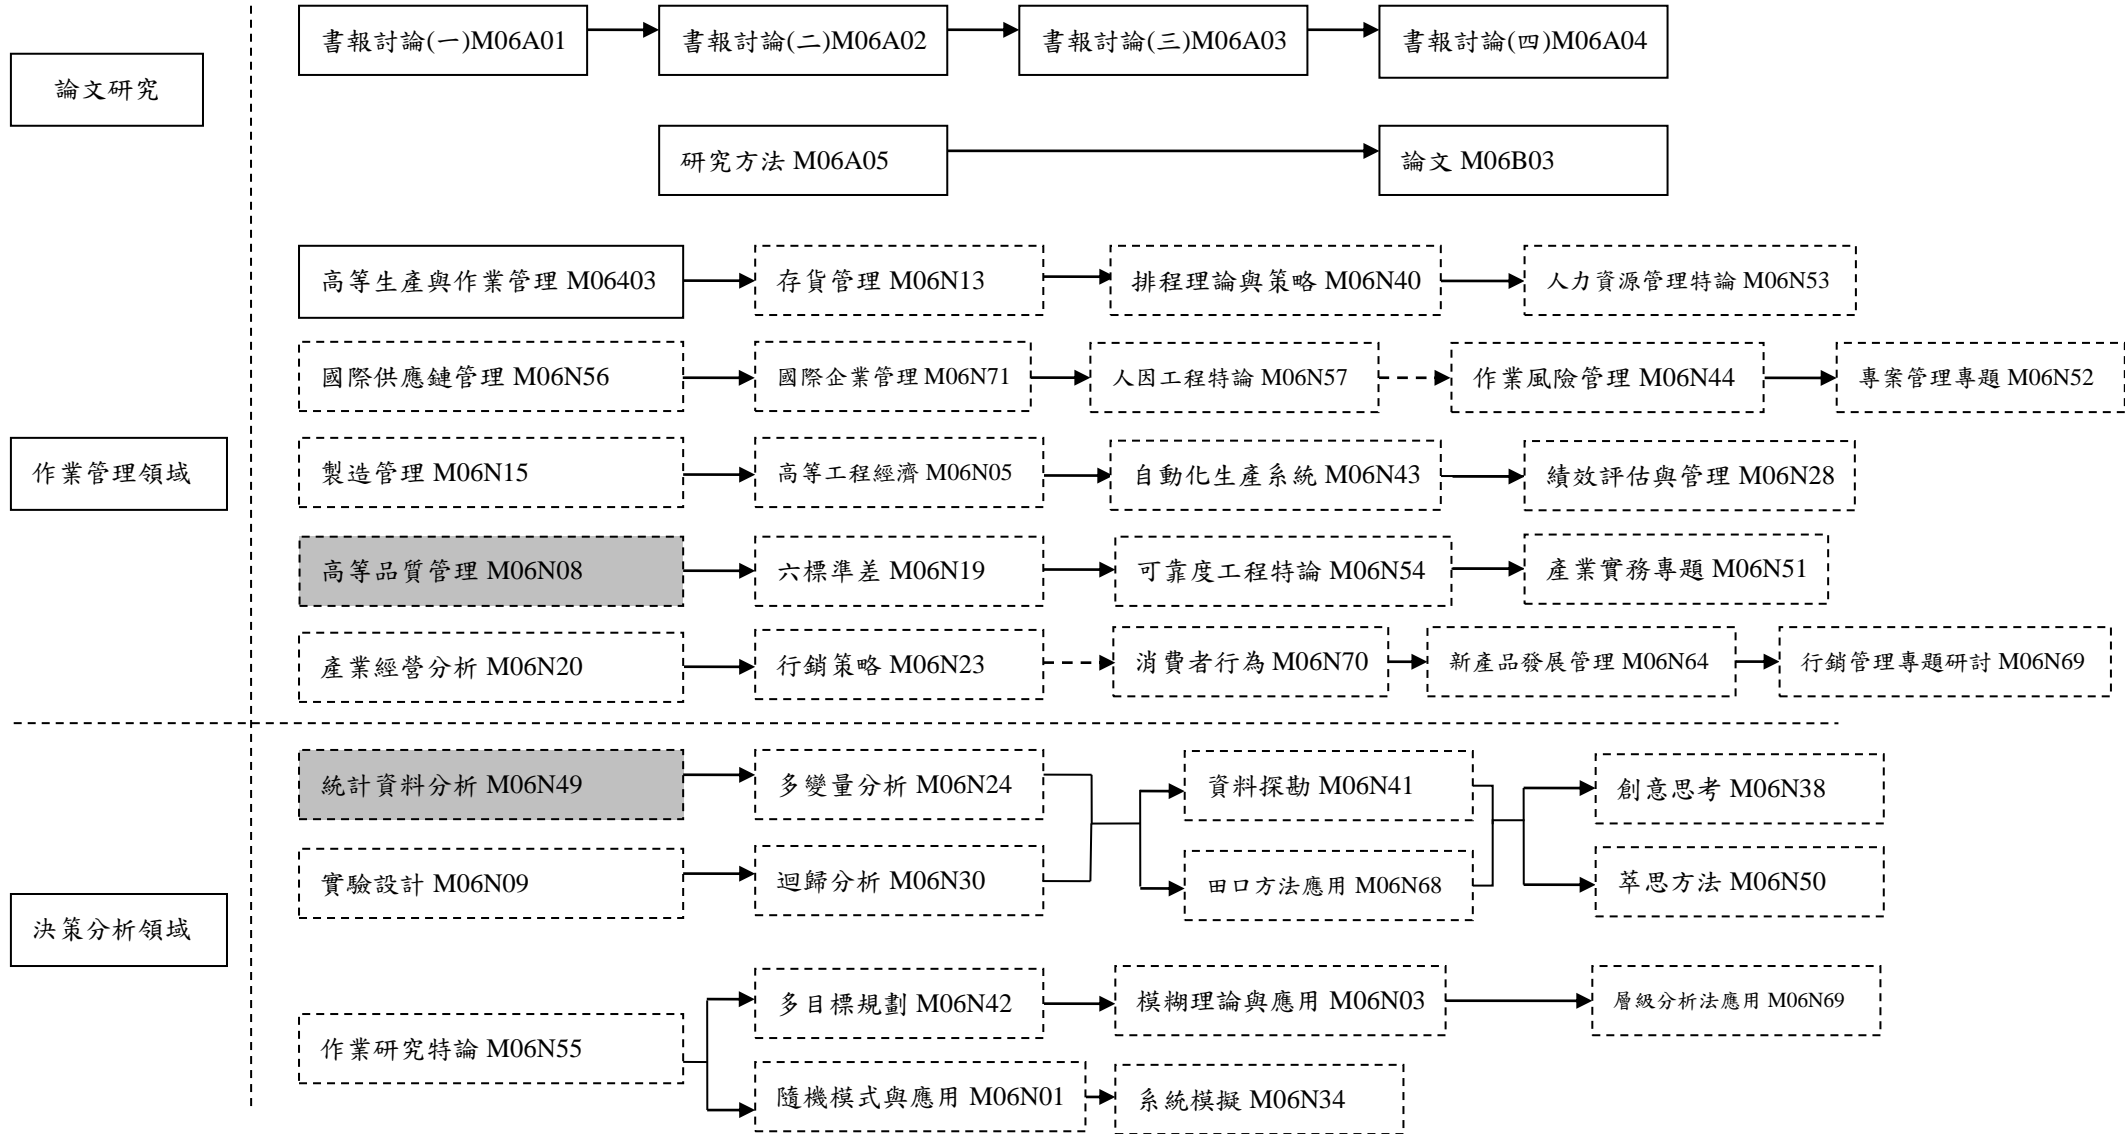 書報討論(一)M06A01
書報討論(二)M06A02
書報討論(三)M06A03
書報討論(四)M06A04
論文研究
研究方法 M06A05
論文 M06B03
高等生產與作業管理 M06403
存貨管理 M06N13
排程理論與策略 M06N40
人力資源管理特論 M06N53
國際供應鏈管理 M06N56
國際企業管理 M06N71
人因工程特論 M06N57
作業風險管理 M06N44
專案管理專題 M06N52
作業管理領域
製造管理 M06N15
高等工程經濟 M06N05
自動化生產系統 M06N43
績效評估與管理 M06N28
高等品質管理 M06N08
六標準差 M06N19
可靠度工程特論 M06N54
產業實務專題 M06N51
產業經營分析 M06N20
行銷策略 M06N23
消費者行為 M06N70
新產品發展管理 M06N64
行銷管理專題研討 M06N69
統計資料分析 M06N49
多變量分析 M06N24
資料探勘 M06N41
創意思考 M06N38
實驗設計 M06N09
迴歸分析 M06N30
田口方法應用 M06N68
萃思方法 M06N50
決策分析領域
多目標規劃 M06N42
模糊理論與應用 M06N03
層級分析法應用 M06N69
作業研究特論 M06N55
隨機模式與應用 M06N01
系統模擬 M06N34